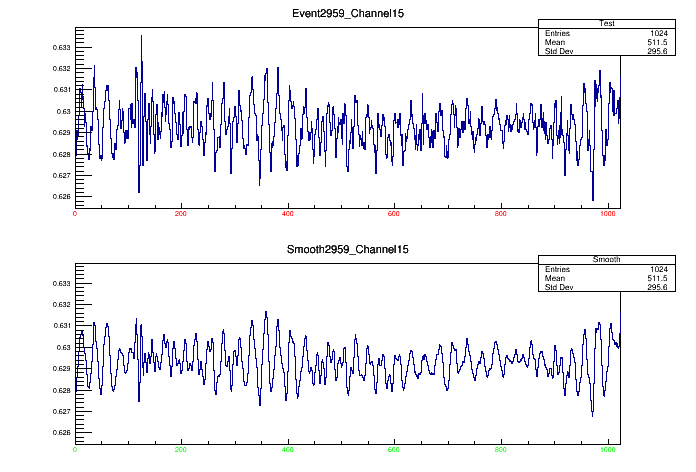 Event2959_Channel15
Test
Entries 1024
Mean 511.5
Std Dev 295.6
0.633
0.632
0.631
0.63
0.629
0.628
0.627
0.626
0 200 400 600 800 1000
Smooth2959_Channel15
Smooth
Entries 1024
Mean 511.5
Std Dev 295.6
0.633
0.632
0.631
0.63
0.629
0.628
0.627
0.626
0 200 400 600 800 1000